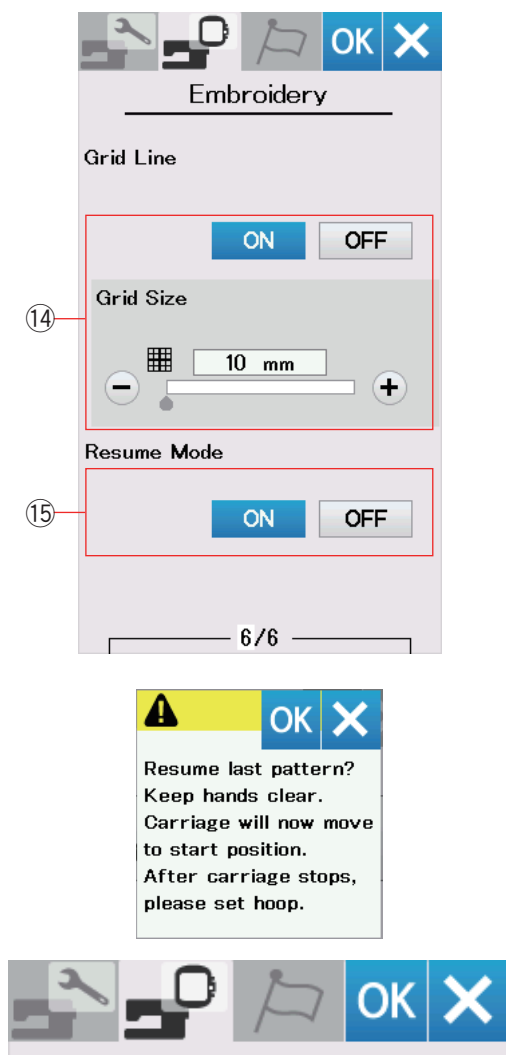 OK
Embroidery
Grid Line
ON OFF
Grid Size
⑭
10 mm
Resume Mode
⑮
ON OFF
6/6
OK
Resume last pattern?
Keep hands clear.
Carriage will now move
to start position.
After carriage stops,
please set hoop.
OK